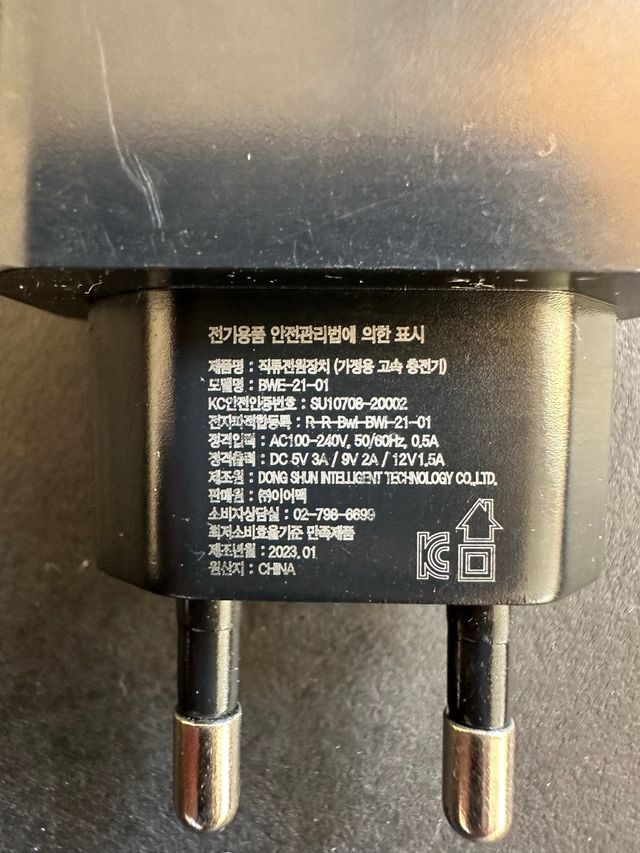 전기용품 안전관리법에 의한 표시
제품명 : 직류전원장치 (가정용 고속 충전기)
모델명 : BWE-21-01
KC안전인증번호 : SU10708-20002
전자파적합등록 : R-R-BwI-BWI-21-01
정격입력 : AC100-240V, 50/60Hz, 0.5A
정격출력 : DC 5V 3A / 9V 2A / 12V1.5A
제조원 : DONG SHUN INTELLIGENT TECHNOLOGY CO.,LTD.
판매원 : ㈜이어펙
소비자상담실 : 02-798-6699
최저소비효율기준 만족제품
제조년월 : 2023.01
원산지 : CHINA